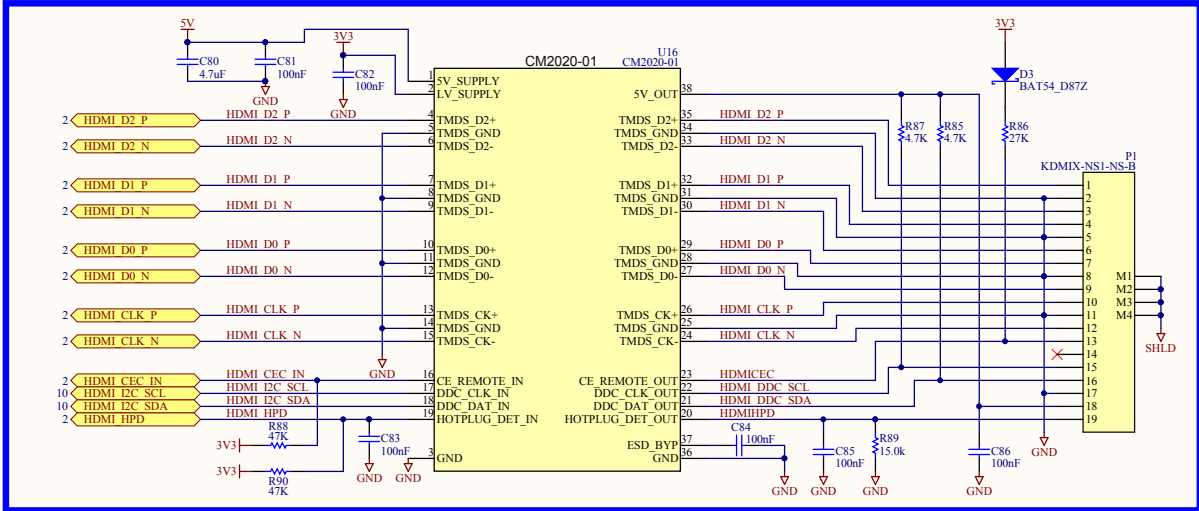 5V
3V3
3V3
C80
4.7uF
C81
100nF
C82
100nF
GND
GND
CM2020-01
U16
CM2020-01
D3
BAT54_D87Z
R87
4.7K
R85
4.7K
R86
27K
P1
KDMIX-NS1-NS-B
1 5V_SUPPLY
2 LV_SUPPLY
5V_OUT 38
2 HDMI_D2_P HDMI_D2_P 4 TMDS_D2+
5 TMDS_GND
2 HDMI_D2_N HDMI_D2_N 6 TMDS_D2-
TMDS_D2+ 35 HDMI_D2_P
TMDS_GND 34
TMDS_D2- 33 HDMI_D2_N
2 HDMI_D1_P HDMI_D1_P 7 TMDS_D1+
8 TMDS_GND
2 HDMI_D1_N HDMI_D1_N 9 TMDS_D1-
TMDS_D1+ 32 HDMI_D1_P
TMDS_GND 31
TMDS_D1- 30 HDMI_D1_N
2 HDMI_D0_P HDMI_D0_P 10 TMDS_D0+
11 TMDS_GND
2 HDMI_D0_N HDMI_D0_N 12 TMDS_D0-
TMDS_D0+ 29 HDMI_D0_P
TMDS_GND 28
TMDS_D0- 27 HDMI_D0_N
2 HDMI_CLK_P HDMI_CLK_P 13 TMDS_CK+
14 TMDS_GND
2 HDMI_CLK_N HDMI_CLK_N 15 TMDS_CK-
TMDS_CK+ 26 HDMI_CLK_P
TMDS_GND 25
TMDS_CK- 24 HDMI_CLK_N
GND
2 HDMI_CEC_IN HDMI_CEC_IN 16 CE_REMOTE_IN
10 HDMI_I2C_SCL HDMI_I2C_SCL 17 DDC_CLK_IN
10 HDMI_I2C_SDA HDMI_I2C_SDA 18 DDC_DAT_IN
2 HDMI_HPD HDMI_HPD 19 HOTPLUG_DET_IN
CE_REMOTE_OUT 23 HDMICEC
DDC_CLK_OUT 22 HDMI_DDC_SCL
DDC_DAT_OUT 21 HDMI_DDC_SDA
HOTPLUG_DET_OUT 20 HDMIHPD
3V3
R88
47K
3V3
R90
47K
C83
100nF
GND
GND
3 GND
ESD_BYP 37
GND 36
C84
100nF
GND
C85
100nF
GND
R89
15.0k
GND
C86
100nF
GND
1
2
3
4
5
6
7
8
9
10
11
12
13
14
15
16
17
18
19
M1
M2
M3
M4
SHLD
GND